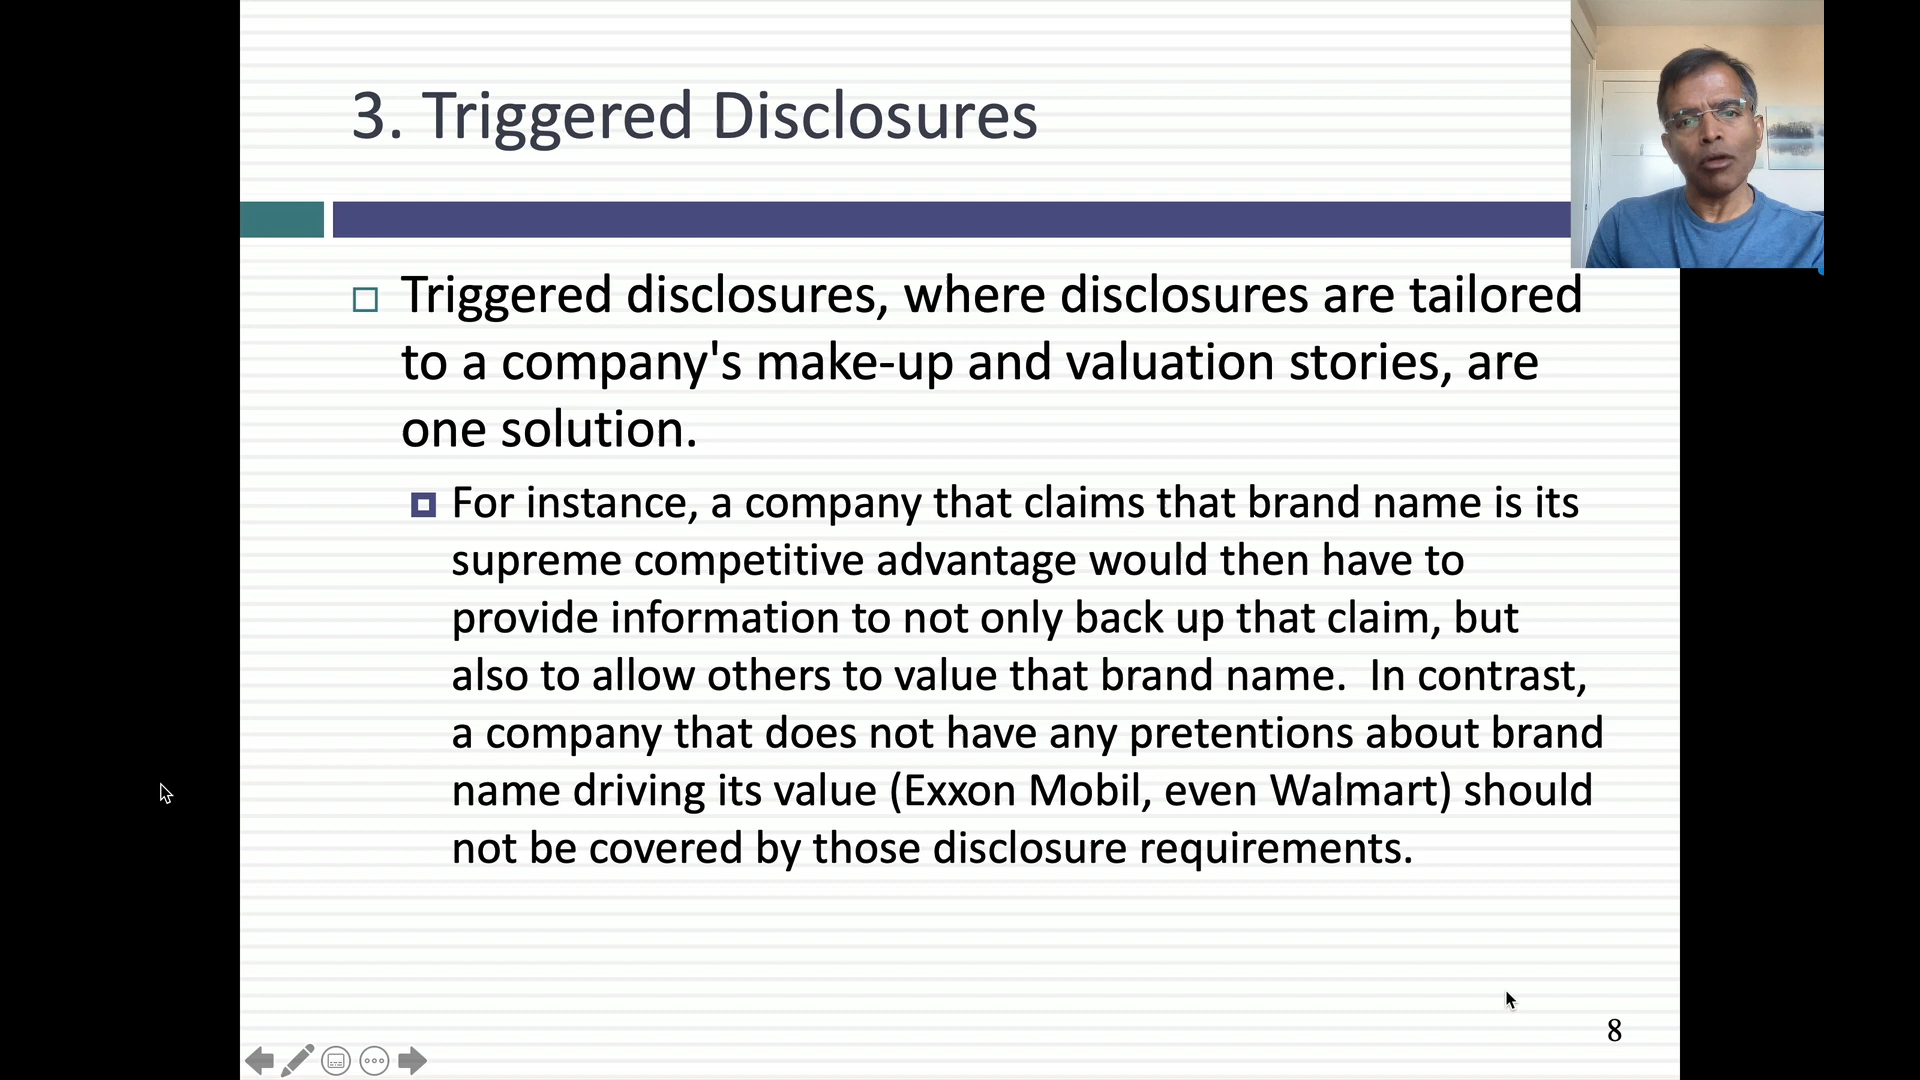 3. Triggered Disclosures
Triggered disclosures, where disclosures are tailored
to a company's make-up and valuation stories, are
one solution.
For instance, a company that claims that brand name is its
supreme competitive advantage would then have to
provide information to not only back up that claim, but
also to allow others to value that brand name.  In contrast,
a company that does not have any pretentions about brand
name driving its value (Exxon Mobil, even Walmart) should
not be covered by those disclosure requirements.
8